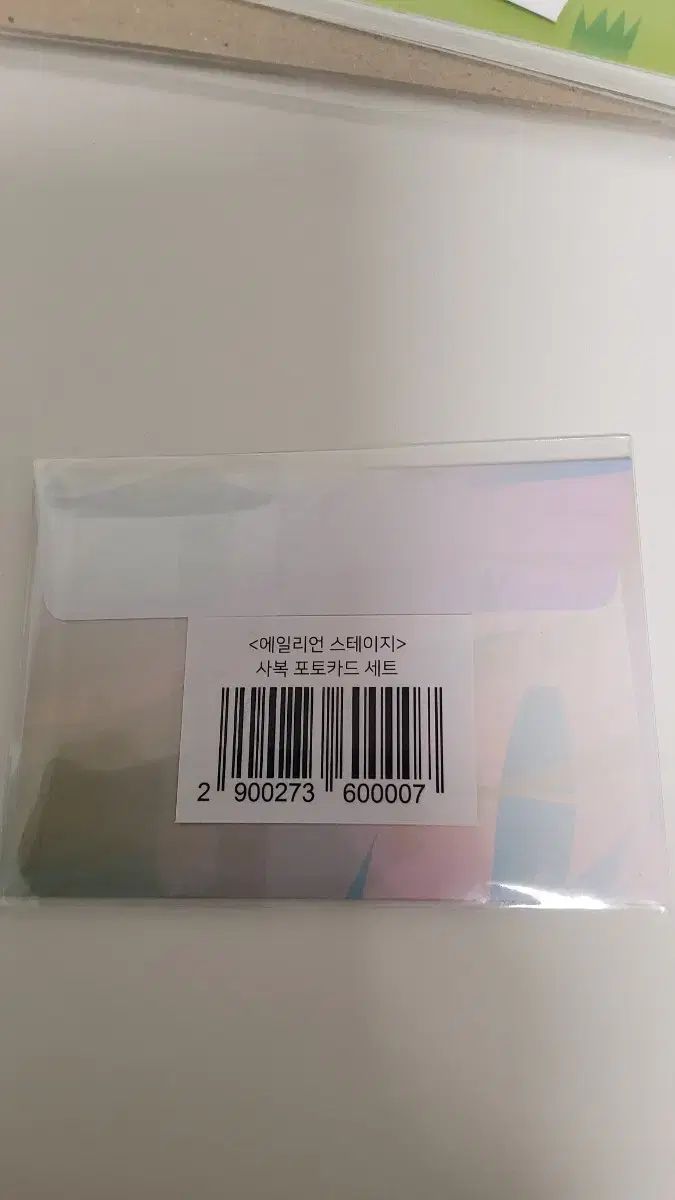 <에일리언 스테이지>
사복 포토카드 세트
2 900273 600007